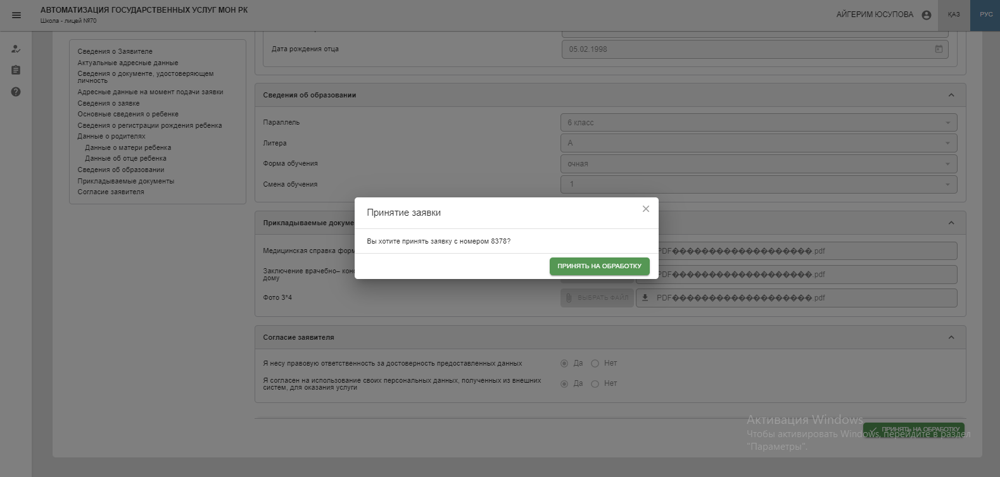 АВТОМАТИЗАЦИЯ ГОСУДАРСТВЕННЫХ УСЛУГ МОН РК
Школа - лицей №70
АЙГЕРИМ ЮСУПОВА
ҚАЗ
РУС
Сведения о Заявителе
Актуальные адресные данные
Сведения о документе, удостоверяющем
личность
Адресные данные на момент подачи заявки
Сведения о заявке
Основные сведения о ребенке
Сведения о регистрации рождения ребенка
Данные о родителях
Данные о матери ребенка
Данные об отце ребенка
Сведения об образовании
Прикладываемые документы
Согласие заявителя
Дата рождения отца
05.02.1998
Сведения об образовании
Параллель
6 класс
Литера
А
Форма обучения
очная
Смена обучения
1
Принятие заявки
Вы хотите принять заявку с номером 8378?
ПРИНЯТЬ НА ОБРАБОТКУ
Прикладываемые докуме
Медицинская справка форм
PDF�����������������������.pdf
Заключение врачебно– кон
дому
PDF�����������������������.pdf
Фото 3*4
ВЫБРАТЬ ФАЙЛ
PDF�����������������������.pdf
Согласие заявителя
Я несу правовую ответственность за достоверность предоставленных данных
Да
Нет
Я согласен на использование своих персональных данных, полученных из внешних
систем, для оказания услуги
Да
Нет
ПРИНЯТЬ НА ОБРАБОТКУ
Активация Windows
Чтобы активировать Windows, перейдите в раздел
"Параметры".